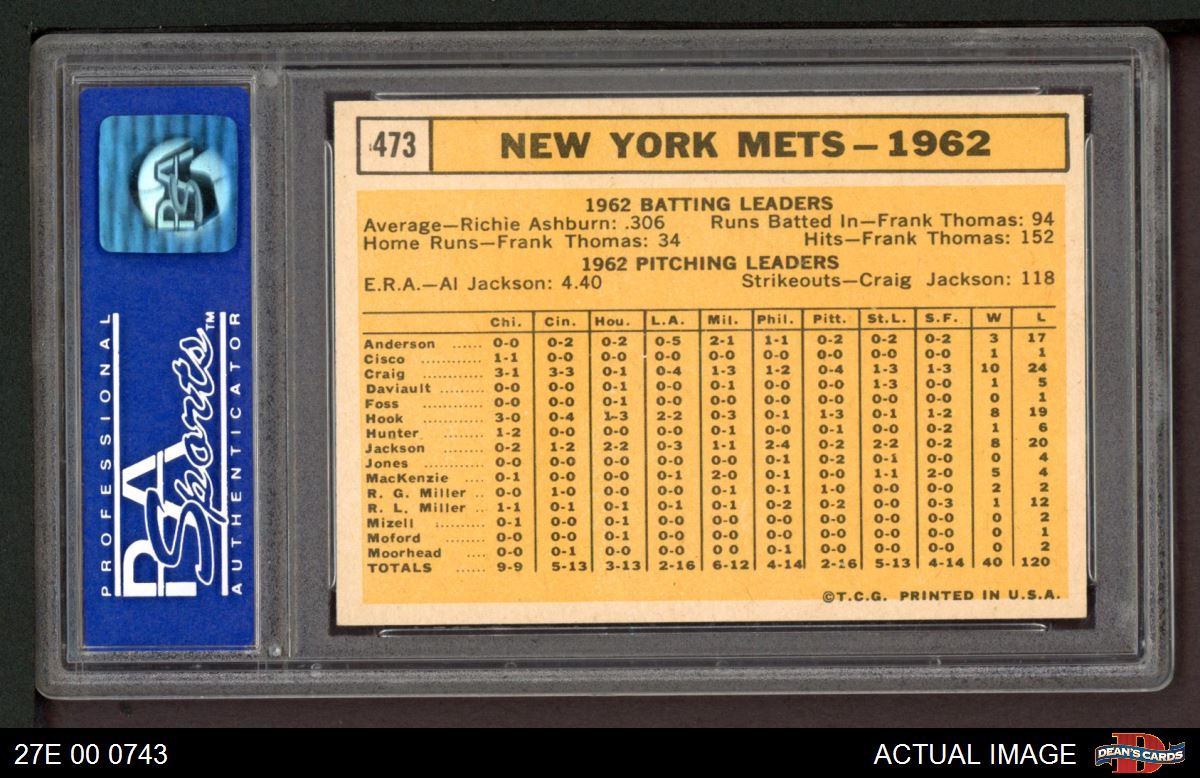 473 NEW YORK METS—1962
1962 BATTING LEADERS
Average—Richie Ashburn: .306 Runs Batted In—Frank Thomas: 94
Home Runs—Frank Thomas: 34 Hits—Frank Thomas: 152
1962 PITCHING LEADERS
E.R.A.—Al Jackson: 4.40 Strikeouts—Craig Jackson: 118
Chi. Cin. Hou. L.A. Mil. Phil. Pitt. St.L. S.F. W L
Anderson ...... 0-0 0-2 0-2 0-5 2-1 1-1 0-2 0-2 0-2 3 17
Cisco ............ 1-1 0-0 0-0 0-0 0-0 0-0 0-0 0-0 0-0 1 1
Craig ............ 3-1 3-3 0-1 0-4 1-3 1-2 0-4 1-3 1-3 10 24
Daviault .......... 0-0 0-0 0-1 0-0 0-1 0-0 0-0 1-3 0-0 1 5
Foss ............ 0-0 0-0 0-1 0-0 0-0 0-0 0-0 0-0 0-0 0 1
Hook ............ 3-0 0-4 1-3 2-2 0-3 0-1 1-3 0-1 1-2 8 19
Hunter ......... 1-2 0-0 0-0 0-0 0-1 0-0 0-1 0-0 0-2 1 6
Jackson ......... 0-2 1-2 2-2 0-3 1-1 2-4 0-2 2-2 0-2 8 20
Jones ............ 0-0 0-0 0-0 0-0 0-0 0-1 0-2 0-1 0-0 0 4
MacKenzie ...... 0-1 0-0 0-0 0-1 2-0 0-1 0-0 1-1 2-0 5 4
R. G. Miller .. 0-0 1-0 0-0 0-0 0-1 0-1 1-0 0-0 0-0 2 2
R. L. Miller .. 1-1 0-1 0-1 0-1 0-1 0-2 0-2 0-0 0-3 1 12
Mizell ......... 0-1 0-0 0-1 0-0 0-0 0-0 0-0 0-0 0-0 0 2
Moford ......... 0-0 0-0 0-1 0-0 0-0 0-0 0-0 0-0 0-0 0 1
Moorhead .... 0-0 0-1 0-0 0-0 0 0 0-1 0-0 0-0 0-0 0 2
TOTALS ...... 9-9 5-13 3-13 2-16 6-12 4-14 2-16 5-13 4-14 40 120
©T.C.G. PRINTED IN U.S.A.
PSA
PROFESSIONAL
PSA
Sports™
AUTHENTICATOR
27E 00 0743
ACTUAL IMAGE
DEAN'S CARDS